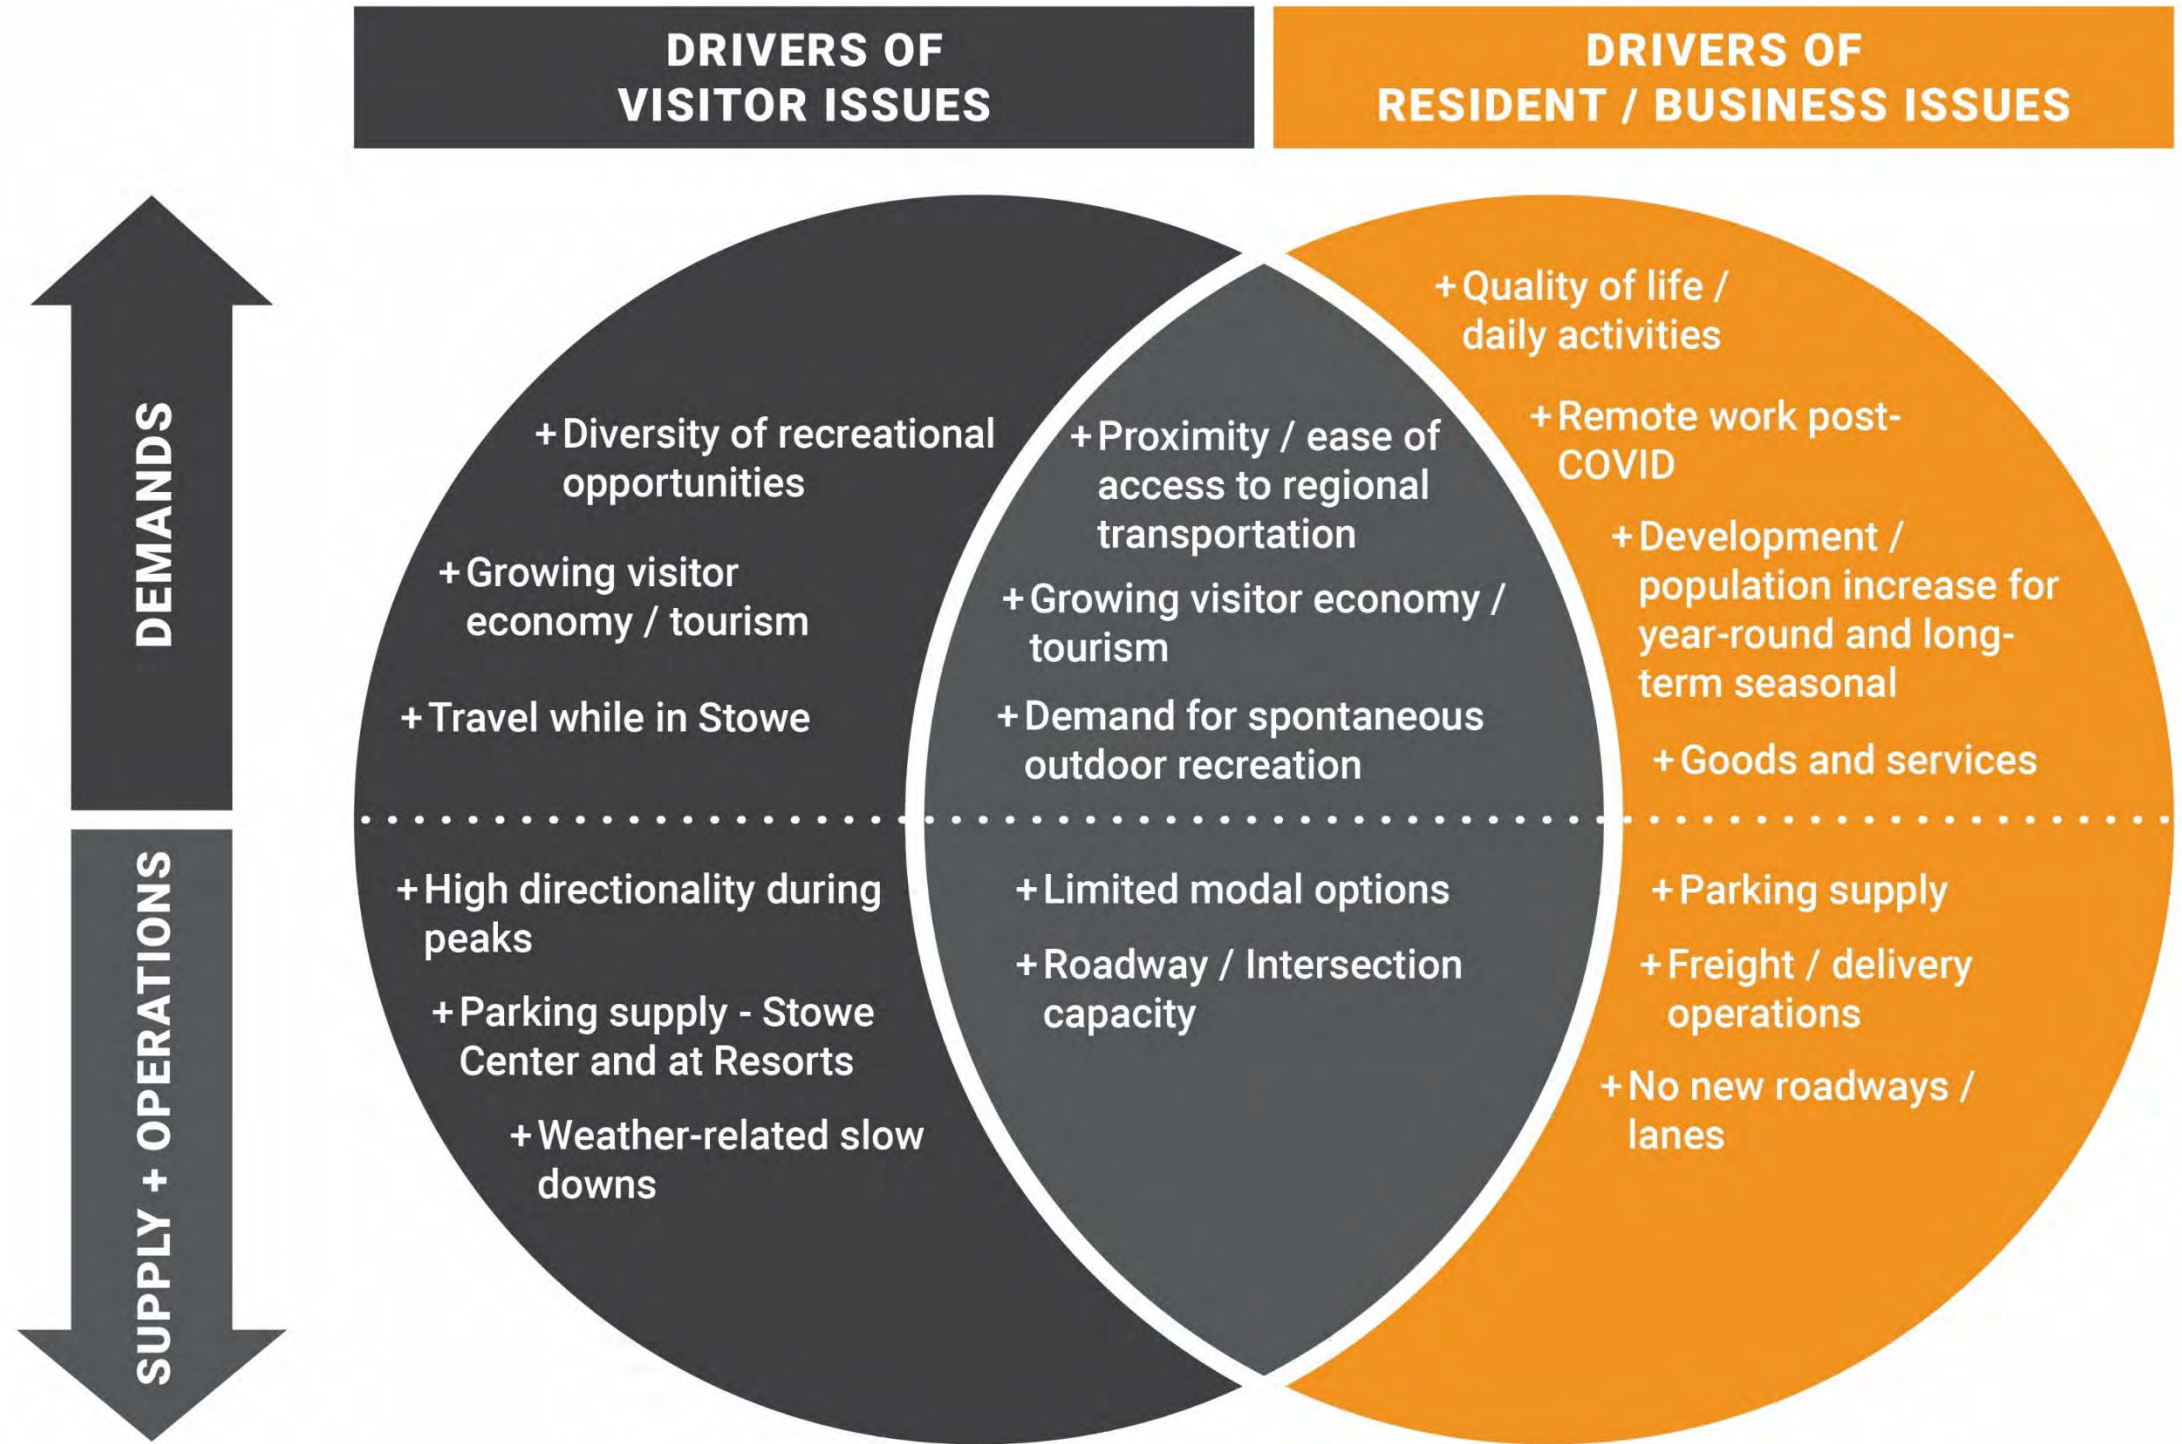 DRIVERS OF
VISITOR ISSUES
DRIVERS OF
RESIDENT / BUSINESS ISSUES
DEMANDS
+ Diversity of recreational
opportunities
+ Growing visitor
economy / tourism
+ Travel while in Stowe
+ Proximity / ease of
access to regional
transportation
+ Growing visitor economy /
tourism
+ Demand for spontaneous
outdoor recreation
+ Quality of life /
daily activities
+ Remote work post-
COVID
+ Development /
population increase for
year-round and long-
term seasonal
+ Goods and services
SUPPLY + OPERATIONS
+ High directionality during
peaks
+ Parking supply - Stowe
Center and at Resorts
+ Weather-related slow
downs
+ Limited modal options
+ Roadway / Intersection
capacity
+ Parking supply
+ Freight / delivery
operations
+ No new roadways /
lanes